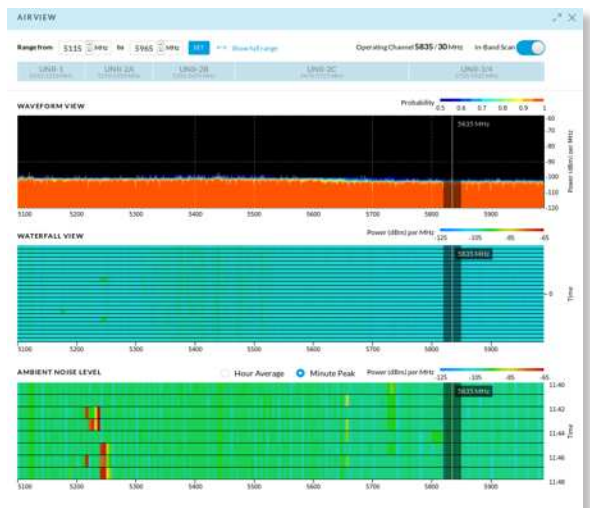 AIRVIEW
Range from 5115 MHz to 5965 MHz SET Show full range Operating Channel 5835 / 30 MHz In-Band Scan
UNII-1 UNII-2A UNII-2B UNII-2C UNII-3/4
WAVEFORM VIEW Probability 0.5 0.6 0.7 0.8 0.9 1
5835 MHz
-60
-70
-80
-90
-100
-110
-120
Power (dBm) per MHz
5100 5200 5300 5400 5500 5600 5700 5800 5900
WATERFALL VIEW Power (dBm) per MHz -125 -105 -85 -65
5835 MHz
0
Time
5100 5200 5300 5400 5500 5600 5700 5800 5900
AMBIENT NOISE LEVEL Hour Average Minute Peak Power (dBm) per MHz -125 -105 -85 -65
5835 MHz
11:40
11:42
11:44
11:46
11:48
Time
5100 5200 5300 5400 5500 5600 5700 5800 5900